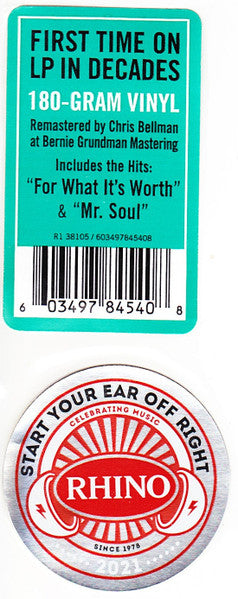 FIRST TIME ON
LP IN DECADES
180-GRAM VINYL
Remastered by Chris Bellman
at Bernie Grundman Mastering
Includes the Hits:
"For What It's Worth"
& "Mr. Soul"
R1 38105 / 603497845408
6 03497 84540 8
START YOUR EAR OFF RIGHT
CELEBRATING MUSIC
RHINO
SINCE 1978
2021